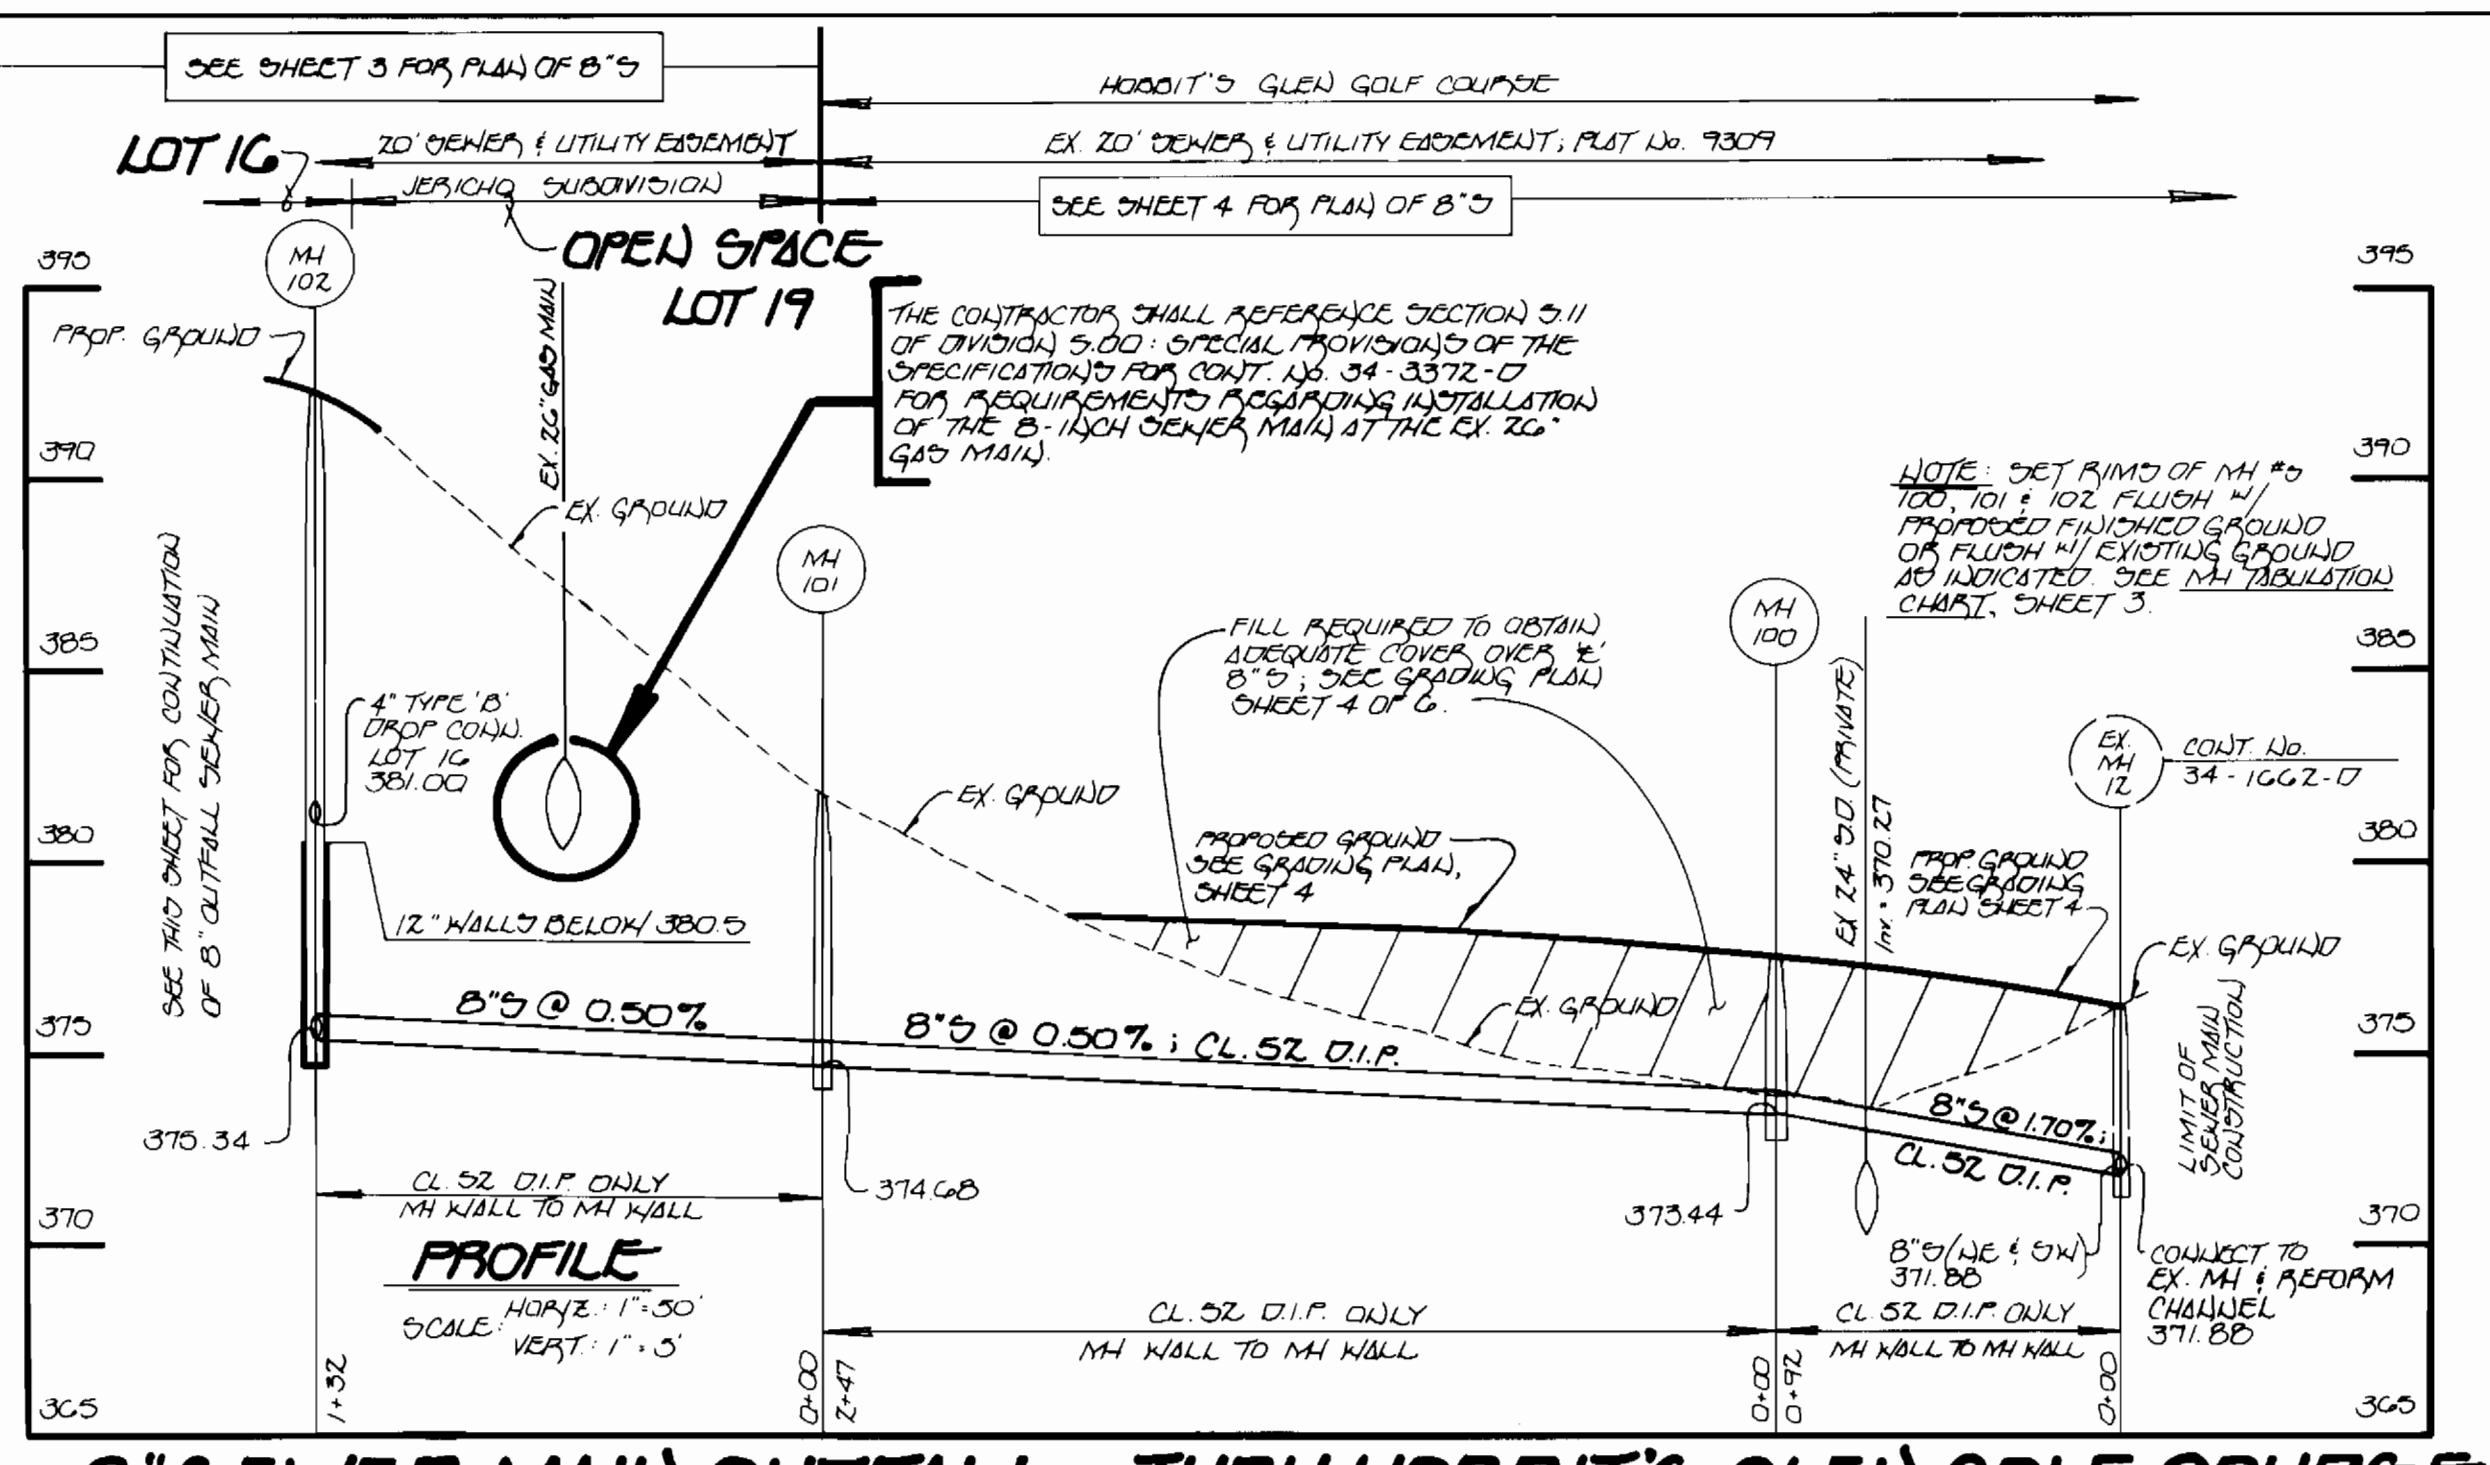 SEE SHEET 3 FOR PLAN OF 8"S
HOBBIT'S GLEN GOLF COURSE
LOT 16
20' SEWER & UTILITY EASEMENT
EX. 20' SEWER & UTILITY EASEMENT; PLAT No. 9309
JERICHO SUBDIVISION
SEE SHEET 4 FOR PLAN OF 8"S
OPEN SPACE
LOT 19
395
MH
102
395
PROP. GROUND
EX. 26" GAS MAIN
THE CONTRACTOR SHALL REFERENCE SECTION 5.11
OF DIVISION 5.00: SPECIAL PROVISIONS OF THE
SPECIFICATIONS FOR CONT. No. 34-3372-D
FOR REQUIREMENTS REGARDING INSTALLATION
OF THE 8-INCH SEWER MAIN AT THE EX. 26"
GAS MAIN.
390
390
NOTE: SET RIMS OF MH #S
100, 101 & 102 FLUSH W/
PROPOSED FINISHED GROUND
OR FLUSH W/ EXISTING GROUND
AS INDICATED. SEE MH TABULATION
CHART, SHEET 3.
EX. GROUND
MH
101
SEE THIS SHEET FOR CONTINUATION
OF 8" OUTFALL SEWER MAIN
385
385
FILL REQUIRED TO OBTAIN
ADEQUATE COVER OVER '℄'
8"S; SEE GRADING PLAN
SHEET 4 OF 6.
MH
100
4" TYPE 'B'
DROP CONN.
LOT 16
381.00
EX 24" S.D. (PRIVATE)
Inv. = 370.27
EX.
MH
12
CONT. No.
34-1662-D
EX. GROUND
380
380
PROPOSED GROUND
SEE GRADING PLAN,
SHEET 4
PROP. GROUND
SEE GRADING
PLAN SHEET 4
12" WALLS BELOW 380.5
EX. GROUND
8"S @ 0.50%
8"S @ 0.50%; CL. 52 D.I.P.
EX. GROUND
375
375
LIMIT OF
SEWER MAIN
CONSTRUCTION
8"S @ 1.70%;
CL. 52 D.I.P.
375.34
CL. 52 D.I.P. ONLY
MH WALL TO MH WALL
374.68
373.44
370
370
PROFILE
SCALE: HORIZ.: 1"=50'
VERT.: 1"=5'
8"S (NE & SW)
371.88
CONNECT TO
EX. MH & REFORM
CHANNEL
371.88
CL. 52 D.I.P. ONLY
MH WALL TO MH WALL
CL. 52 D.I.P. ONLY
MH WALL TO MH WALL
1+32
0+00
2+47
0+00
0+92
0+00
365
365